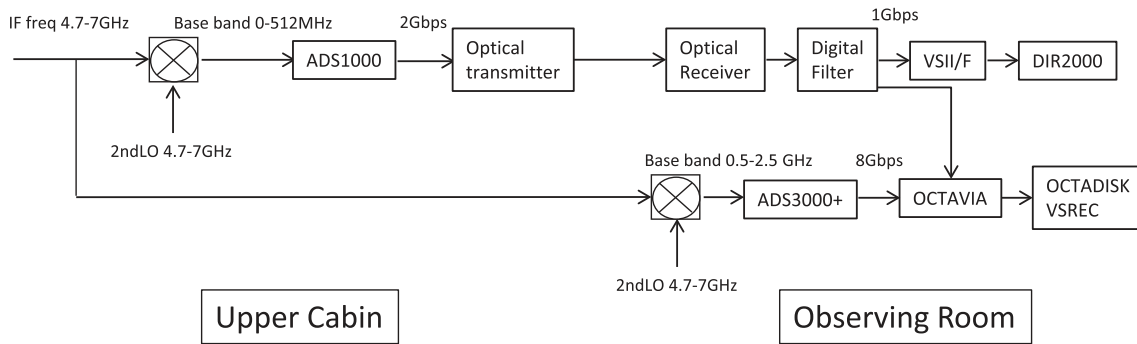 IF freq 4.7-7GHz
Base band 0-512MHz
2Gbps
1Gbps
ADS1000
Optical
transmitter
Optical
Receiver
Digital
Filter
VSII/F
DIR2000
2ndLO 4.7-7GHz
Base band 0.5-2.5 GHz
8Gbps
ADS3000+
OCTAVIA
OCTADISK
VSREC
2ndLO 4.7-7GHz
Upper Cabin
Observing Room